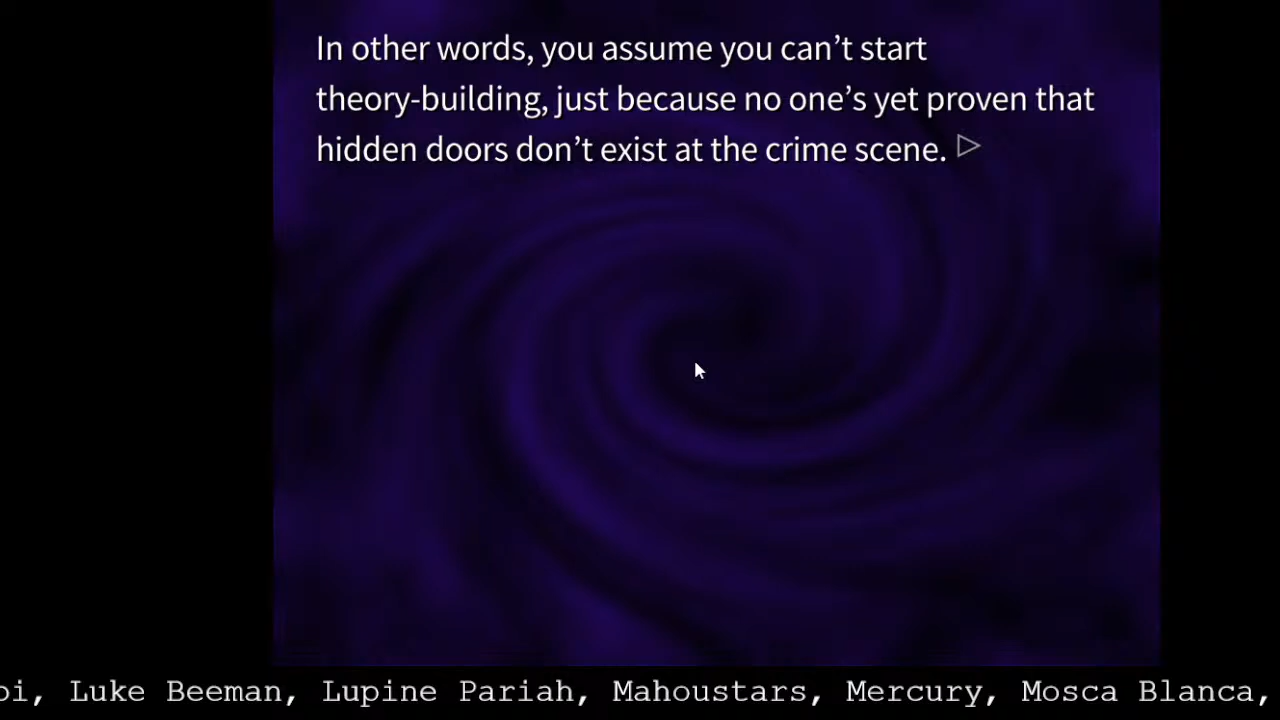 In other words, you assume you can’t start
theory-building, just because no one’s yet proven that
hidden doors don’t exist at the crime scene.
oi, Luke Beeman, Lupine Pariah, Mahoustars, Mercury, Mosca Blanca,